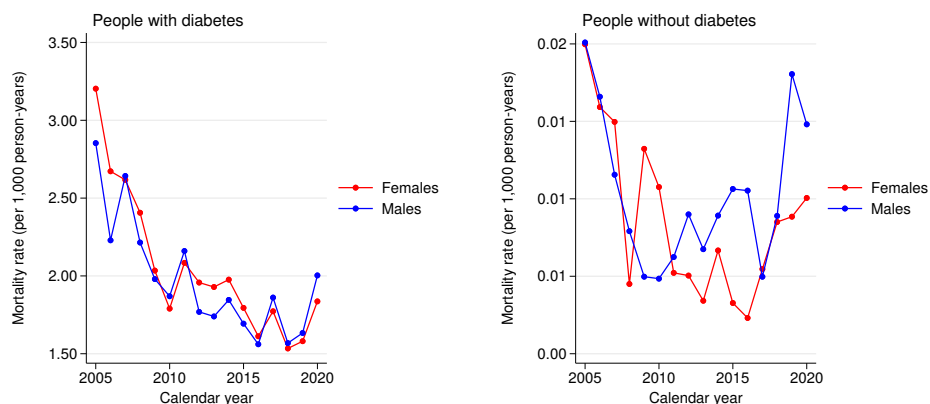 People with diabetes
Mortality rate (per 1,000 person-years)
3.50
3.00
2.50
2.00
1.50
2005
2010
2015
2020
Calendar year
Females
Males
People without diabetes
Mortality rate (per 1,000 person-years)
0.02
0.01
0.01
0.01
0.00
2005
2010
2015
2020
Calendar year
Females
Males